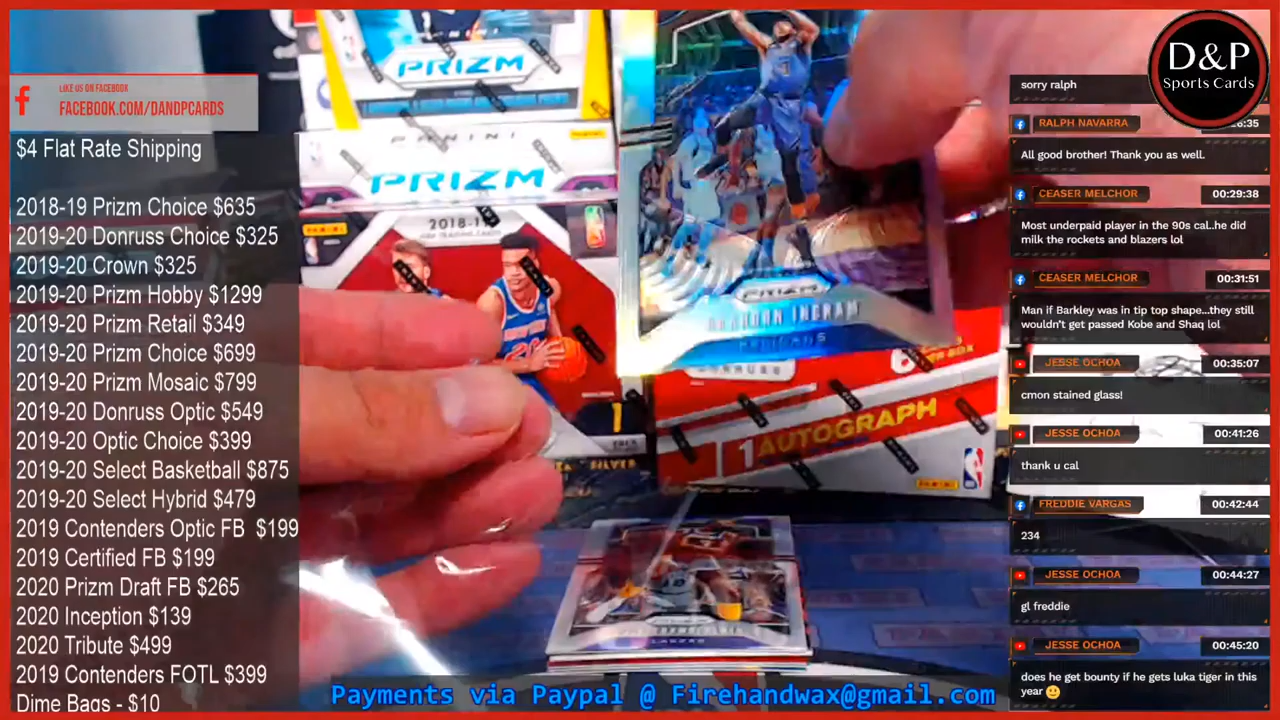 LIKE US ON FACEBOOK
FACEBOOK.COM/DANDPCARDS
$4 Flat Rate Shipping
2018-19 Prizm Choice $635
2019-20 Donruss Choice $325
2019-20 Crown $325
2019-20 Prizm Hobby $1299
2019-20 Prizm Retail $349
2019-20 Prizm Choice $699
2019-20 Prizm Mosaic $799
2019-20 Donruss Optic $549
2019-20 Optic Choice $399
2019-20 Select Basketball $875
2019-20 Select Hybrid $479
2019 Contenders Optic FB $199
2019 Certified FB $199
2020 Prizm Draft FB $265
2020 Inception $139
2020 Tribute $499
2019 Contenders FOTL $399
Dime Bags - $10
PRIZM
PANINI
PRIZM
PRIZM
INGRAM
1 AUTOGRAPH
PANINI
LAKERS
Payments via Paypal @ Firehandwax@gmail.com
D&P
Sports Cards
sorry ralph
RALPH NAVARRA
All good brother! Thank you as well.
CEASER MELCHOR 00:29:38
Most underpaid player in the 90s cal..he did
milk the rockets and blazers lol
CEASER MELCHOR 00:31:51
Man if Barkley was in tip top shape...they still
wouldn't get passed Kobe and Shaq lol
JESSE OCHOA 00:35:07
cmon stained glass!
JESSE OCHOA 00:41:26
thank u cal
FREDDIE VARGAS 00:42:44
234
JESSE OCHOA 00:44:27
gl freddie
JESSE OCHOA 00:45:20
does he get bounty if he gets luka tiger in this
year🙂